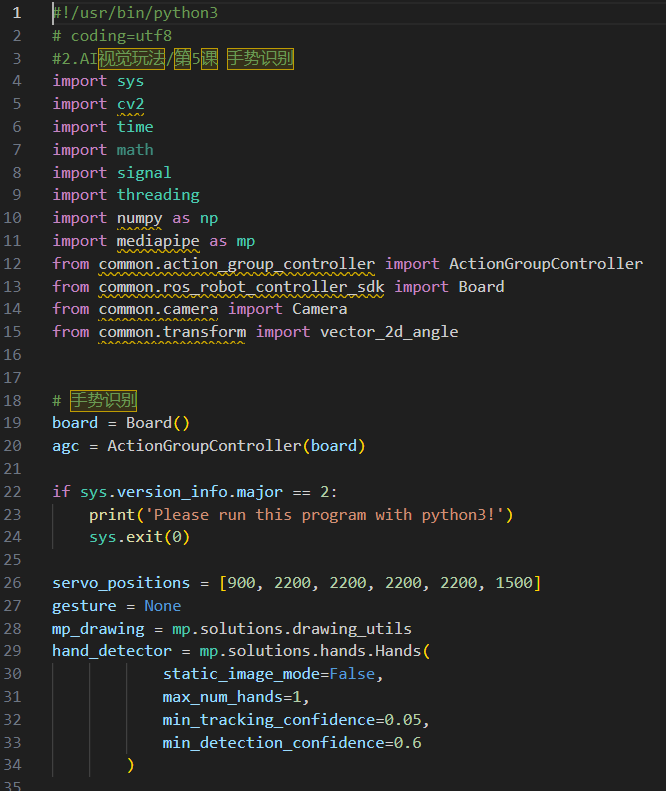 1 #!/usr/bin/python3
2 # coding=utf8
3 #2.AI视觉玩法/第5课 手势识别
4 import sys
5 import cv2
6 import time
7 import math
8 import signal
9 import threading
10 import numpy as np
11 import mediapipe as mp
12 from common.action_group_controller import ActionGroupController
13 from common.ros_robot_controller_sdk import Board
14 from common.camera import Camera
15 from common.transform import vector_2d_angle
16
17
18 # 手势识别
19 board = Board()
20 agc = ActionGroupController(board)
21
22 if sys.version_info.major == 2:
23     print('Please run this program with python3!')
24     sys.exit(0)
25
26 servo_positions = [900, 2200, 2200, 2200, 2200, 1500]
27 gesture = None
28 mp_drawing = mp.solutions.drawing_utils
29 hand_detector = mp.solutions.hands.Hands(
30             static_image_mode=False,
31             max_num_hands=1,
32             min_tracking_confidence=0.05,
33             min_detection_confidence=0.6
34         )
35